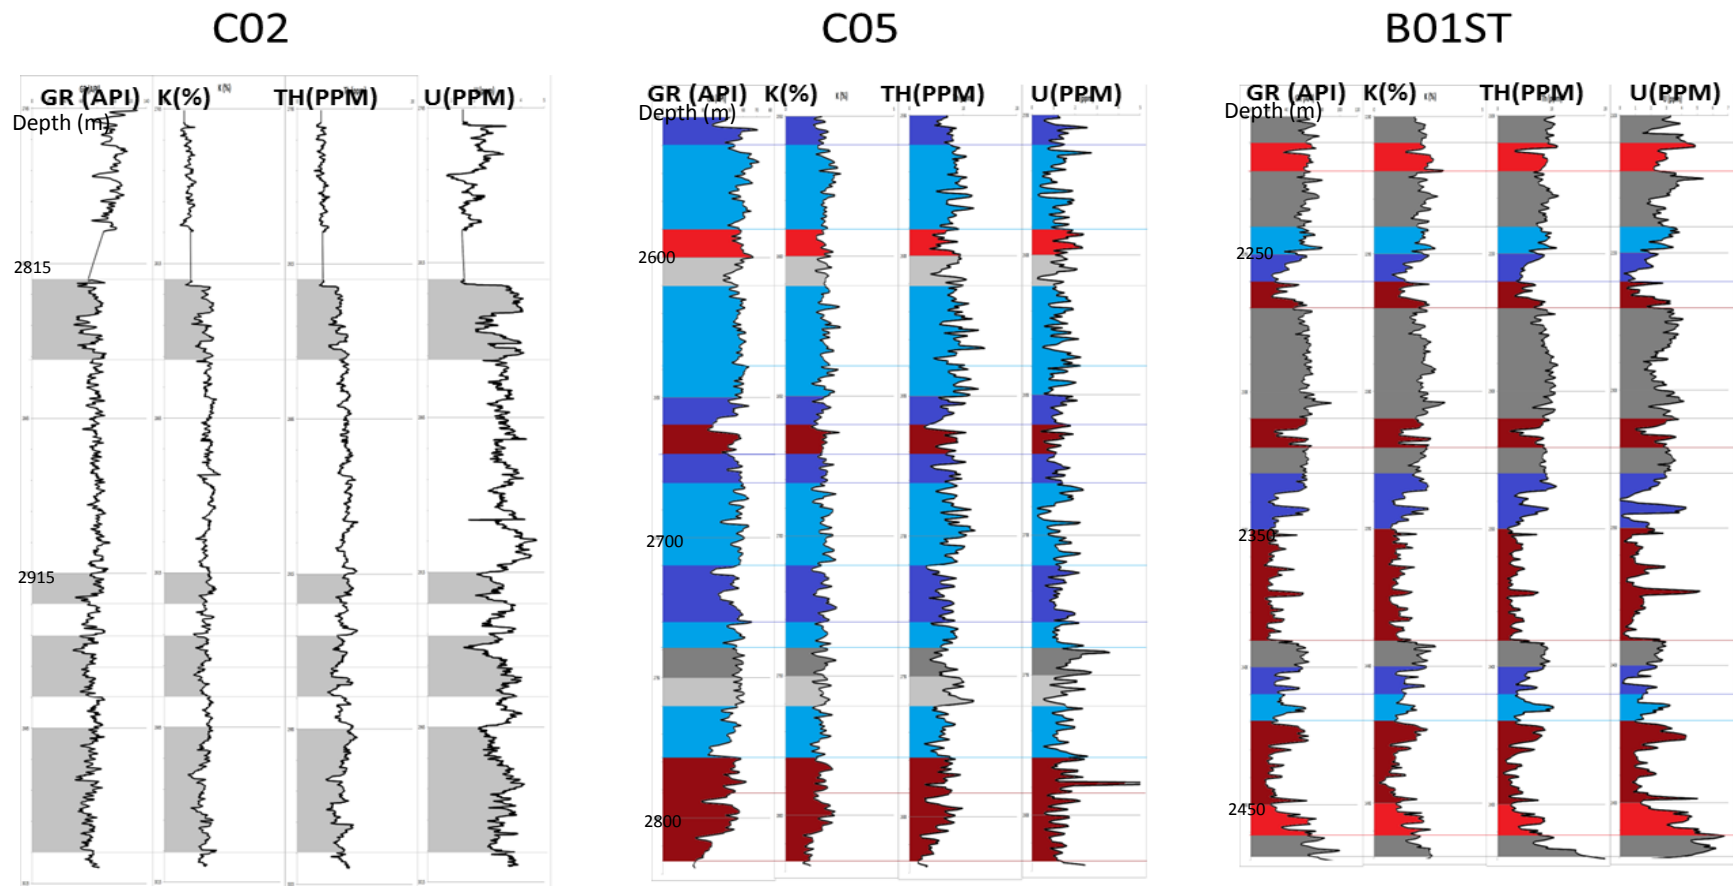 C02 C05 B01ST
GR (API) K(%) TH(PPM) U(PPM)
Depth (m)
2815
2915
GR (API) K(%) TH(PPM) U(PPM)
Depth (m)
2600
2700
2800
GR (API) K(%) TH(PPM) U(PPM)
Depth (m)
2250
2350
2450